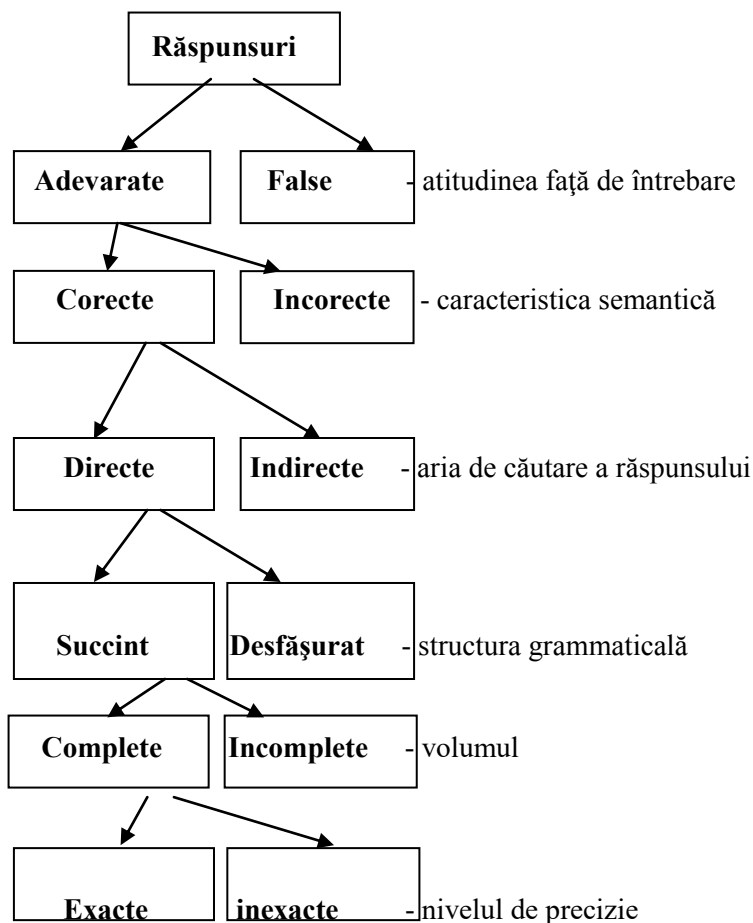 Răspunsuri
Adevarate False - atitudinea faţă de întrebare
Corecte Incorecte - caracteristica semantică
Directe Indirecte - aria de căutare a răspunsului
Succint Desfăşurat - structura grammaticală
Complete Incomplete - volumul
Exacte inexacte - nivelul de precizie